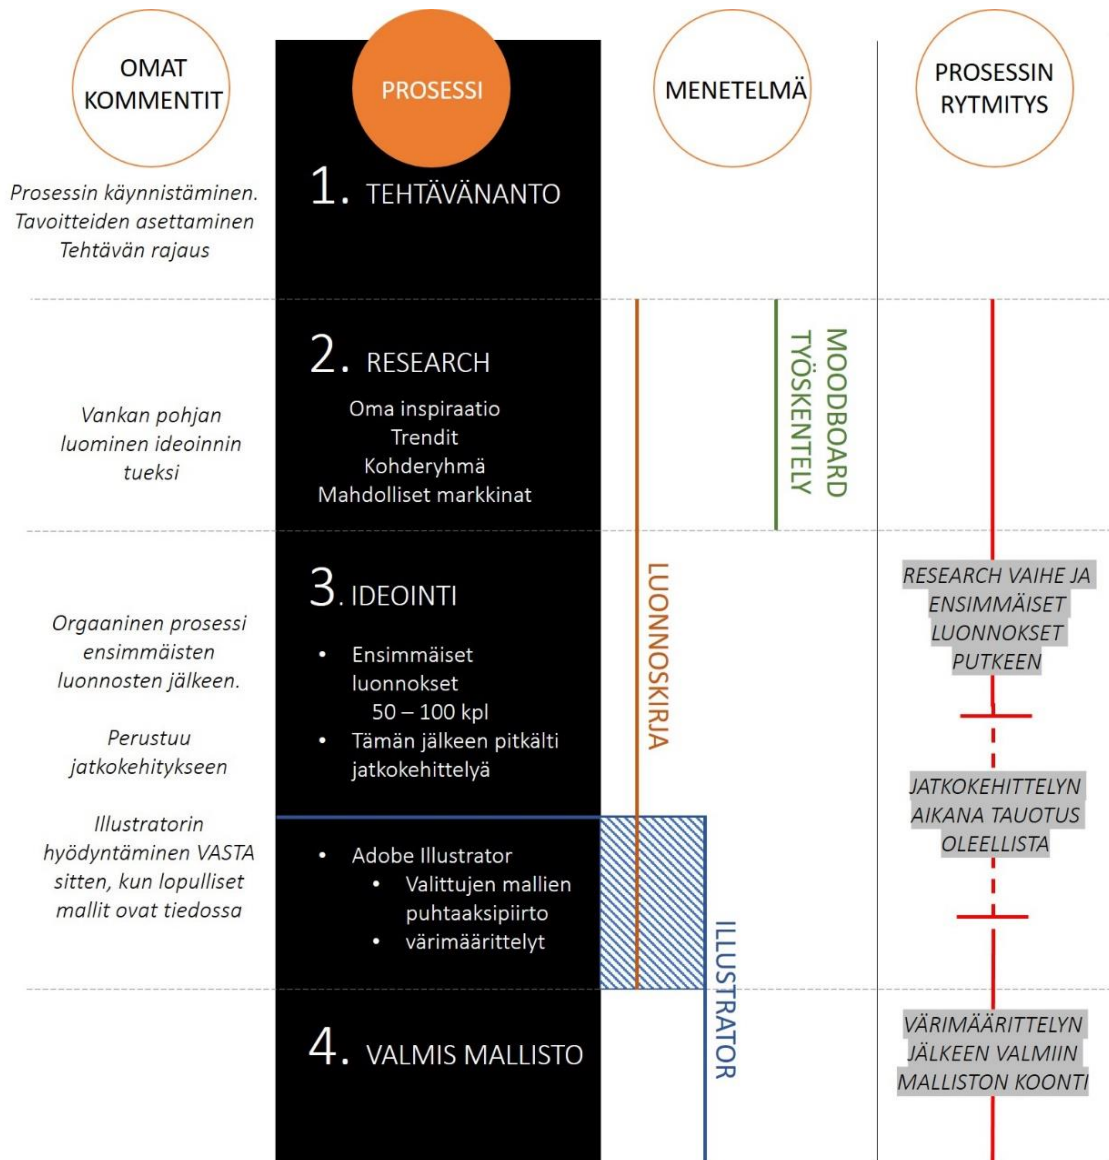 OMAT
KOMMENTIT
PROSESSI
MENETELMÄ
PROSESSIN
RYTMITYS
Prosessin käynnistäminen.
Tavoitteiden asettaminen
Tehtävän rajaus
1. TEHTÄVÄNANTO
Vankan pohjan
luominen ideoinnin
tueksi
2. RESEARCH
Oma inspiraatio
Trendit
Kohderyhmä
Mahdolliset markkinat
MOODBOARD
TYÖSKENTELY
Orgaaninen prosessi
ensimmäisten
luonnosten jälkeen.
Perustuu
jatkokehitykseen
Illustratorin
hyödyntäminen VASTA
sitten, kun lopulliset
mallit ovat tiedossa
3. IDEOINTI
• Ensimmäiset
luonnokset
50 – 100 kpl
• Tämän jälkeen pitkälti
jatkokehittelyä
• Adobe Illustrator
• Valittujen mallien
puhtaaksipiirto
• värimäärittelyt
LUONNOSKIRJA
RESEARCH VAIHE JA
ENSIMMÄISET
LUONNOKSET
PUTKEEN
JATKOKEHITTELYN
AIKANA TAUOTUS
OLEELLISTA
4. VALMIS MALLISTO
ILLUSTRATOR
VÄRIMÄÄRITTELYN
JÄLKEEN VALMIIN
MALLISTON KOONTI